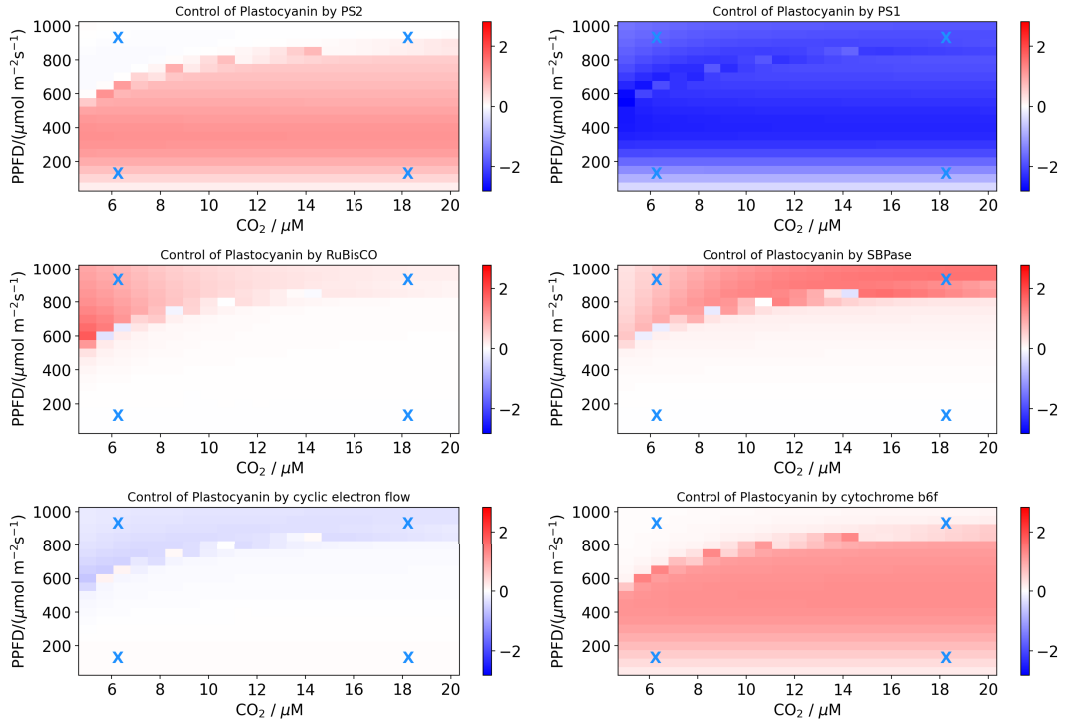 Control of Plastocyanin by PS2
Control of Plastocyanin by PS1
1000
800
600
400
200
PPFD/(μmol m⁻²s⁻¹)
X X
X X
2
0
−2
6 8 10 12 14 16 18 20
CO₂ / μM
1000
800
600
400
200
PPFD/(μmol m⁻²s⁻¹)
X X
X X
2
0
−2
6 8 10 12 14 16 18 20
CO₂ / μM
Control of Plastocyanin by RuBisCO
Control of Plastocyanin by SBPase
1000
800
600
400
200
PPFD/(μmol m⁻²s⁻¹)
X X
X X
2
0
−2
6 8 10 12 14 16 18 20
CO₂ / μM
1000
800
600
400
200
PPFD/(μmol m⁻²s⁻¹)
X X
X X
2
0
−2
6 8 10 12 14 16 18 20
CO₂ / μM
Control of Plastocyanin by cyclic electron flow
Control of Plastocyanin by cytochrome b6f
1000
800
600
400
200
PPFD/(μmol m⁻²s⁻¹)
X X
X X
2
0
−2
6 8 10 12 14 16 18 20
CO₂ / μM
1000
800
600
400
200
PPFD/(μmol m⁻²s⁻¹)
X X
X X
2
0
−2
6 8 10 12 14 16 18 20
CO₂ / μM